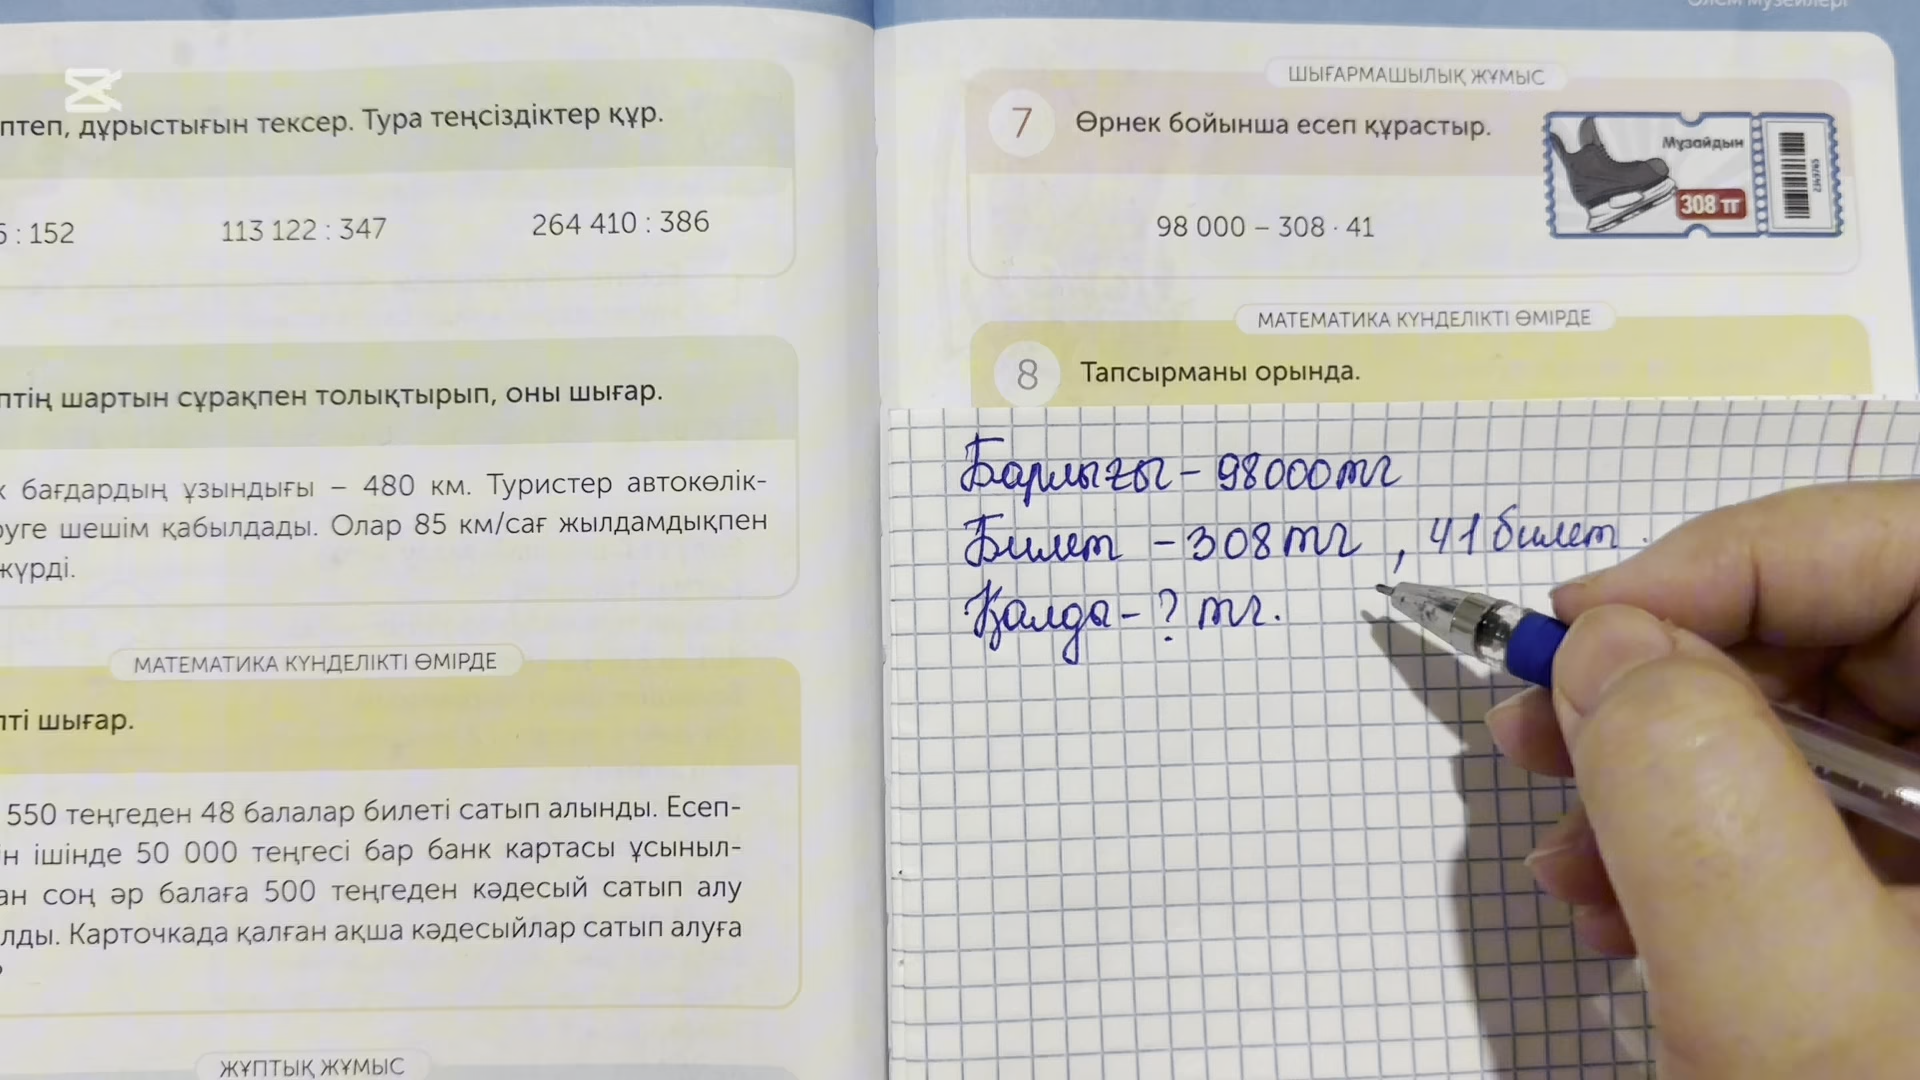 птеп, дұрыстығын тексер. Тура теңсіздіктер құр.
: 152
113 122 : 347
264 410 : 386
птің шартын сұрақпен толықтырып, оны шығар.
бағдардың ұзындығы – 480 км. Туристер автокөлік-
руге шешім қабылдады. Олар 85 км/сағ жылдамдықпен
жүрді.
МАТЕМАТИКА КҮНДЕЛІКТІ ӨМІРДЕ
пті шығар.
550 теңгеден 48 балалар билеті сатып алынды. Есеп-
ін ішінде 50 000 теңгесі бар банк картасы ұсыныл-
ан соң әр балаға 500 теңгеден кәдесый сатып алу
лды. Карточкада қалған ақша кәдесыйлар сатып алуға
?
ЖҰПТЫҚ ЖҰМЫС
Әлем музейлері
ШЫҒАРМАШЫЛЫҚ ЖҰМЫС
7 Өрнек бойынша есеп құрастыр.
98 000 – 308 · 41
Мұзайдын
308 тг
МАТЕМАТИКА КҮНДЕЛІКТІ ӨМІРДЕ
8 Тапсырманы орында.
Барлығы – 98000тг
Билет – 308тг , 41 билет.
Қалды – ? тг.